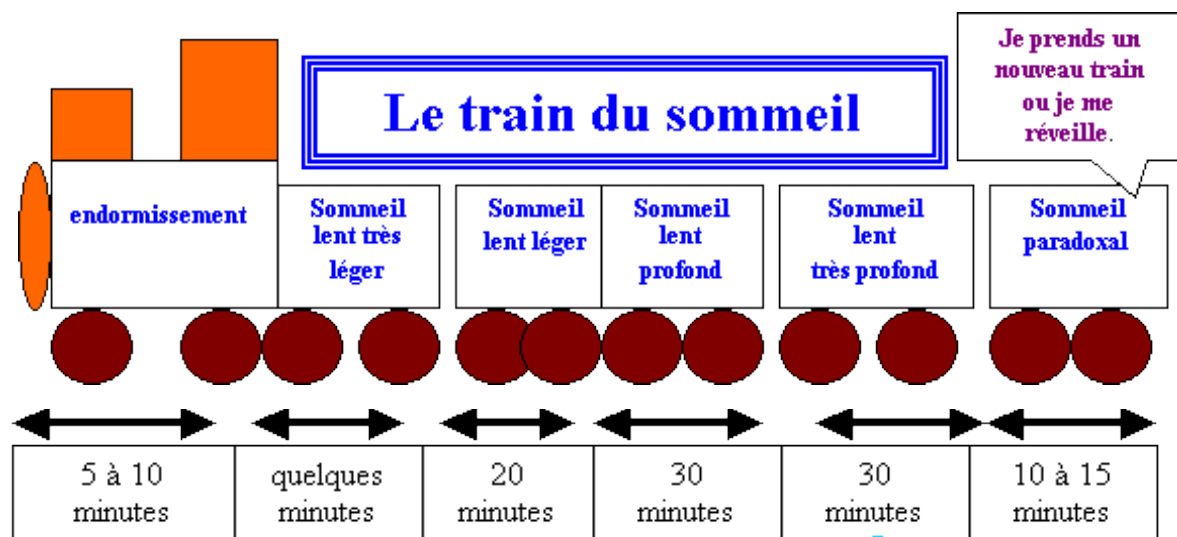 Je prends un
nouveau train
ou je me
réveille.
Le train du sommeil
endormissement
Sommeil
lent très
léger
Sommeil
lent léger
Sommeil
lent
profond
Sommeil
lent
très profond
Sommeil
paradoxal
5 à 10
minutes
quelques
minutes
20
minutes
30
minutes
30
minutes
10 à 15
minutes